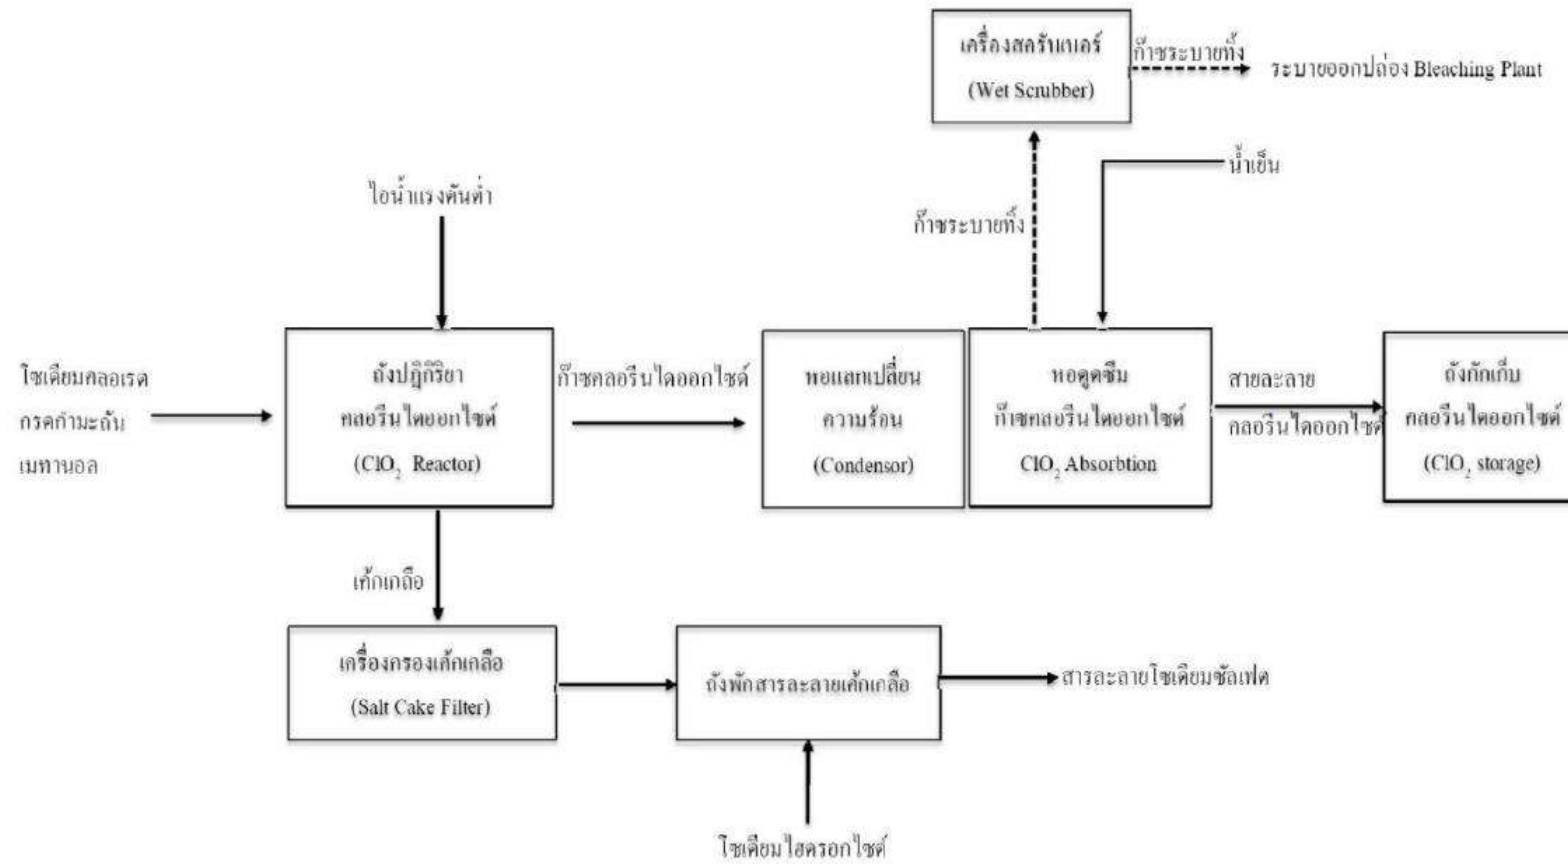 เครื่องสครับเบอร์
(Wet Scrubber)
ก๊าซระบายทิ้ง
ระบายออกปล่อง Bleaching Plant
ไอน้ำแรงดันต่ำ
น้ำเย็น
ก๊าซระบายทิ้ง
โซเดียมคลอเรต
กรดกำมะถัน
เมทานอล
ถังปฏิกิริยา
คลอรีนไดออกไซด์
(ClO₂ Reactor)
ก๊าซคลอรีนไดออกไซด์
หอแลกเปลี่ยน
ความร้อน
(Condensor)
หอดูดซึม
ก๊าซคลอรีนไดออกไซด์
ClO₂ Absorbtion
สายละลาย
คลอรีนไดออกไซด์
ถังกักเก็บ
คลอรีนไดออกไซด์
(ClO₂ storage)
เค้กเกลือ
เครื่องกรองเค้กเกลือ
(Salt Cake Filter)
ถังพักสารละลายเค้กเกลือ
สารละลายโซเดียมซัลเฟต
โซเดียมไฮดรอกไซด์